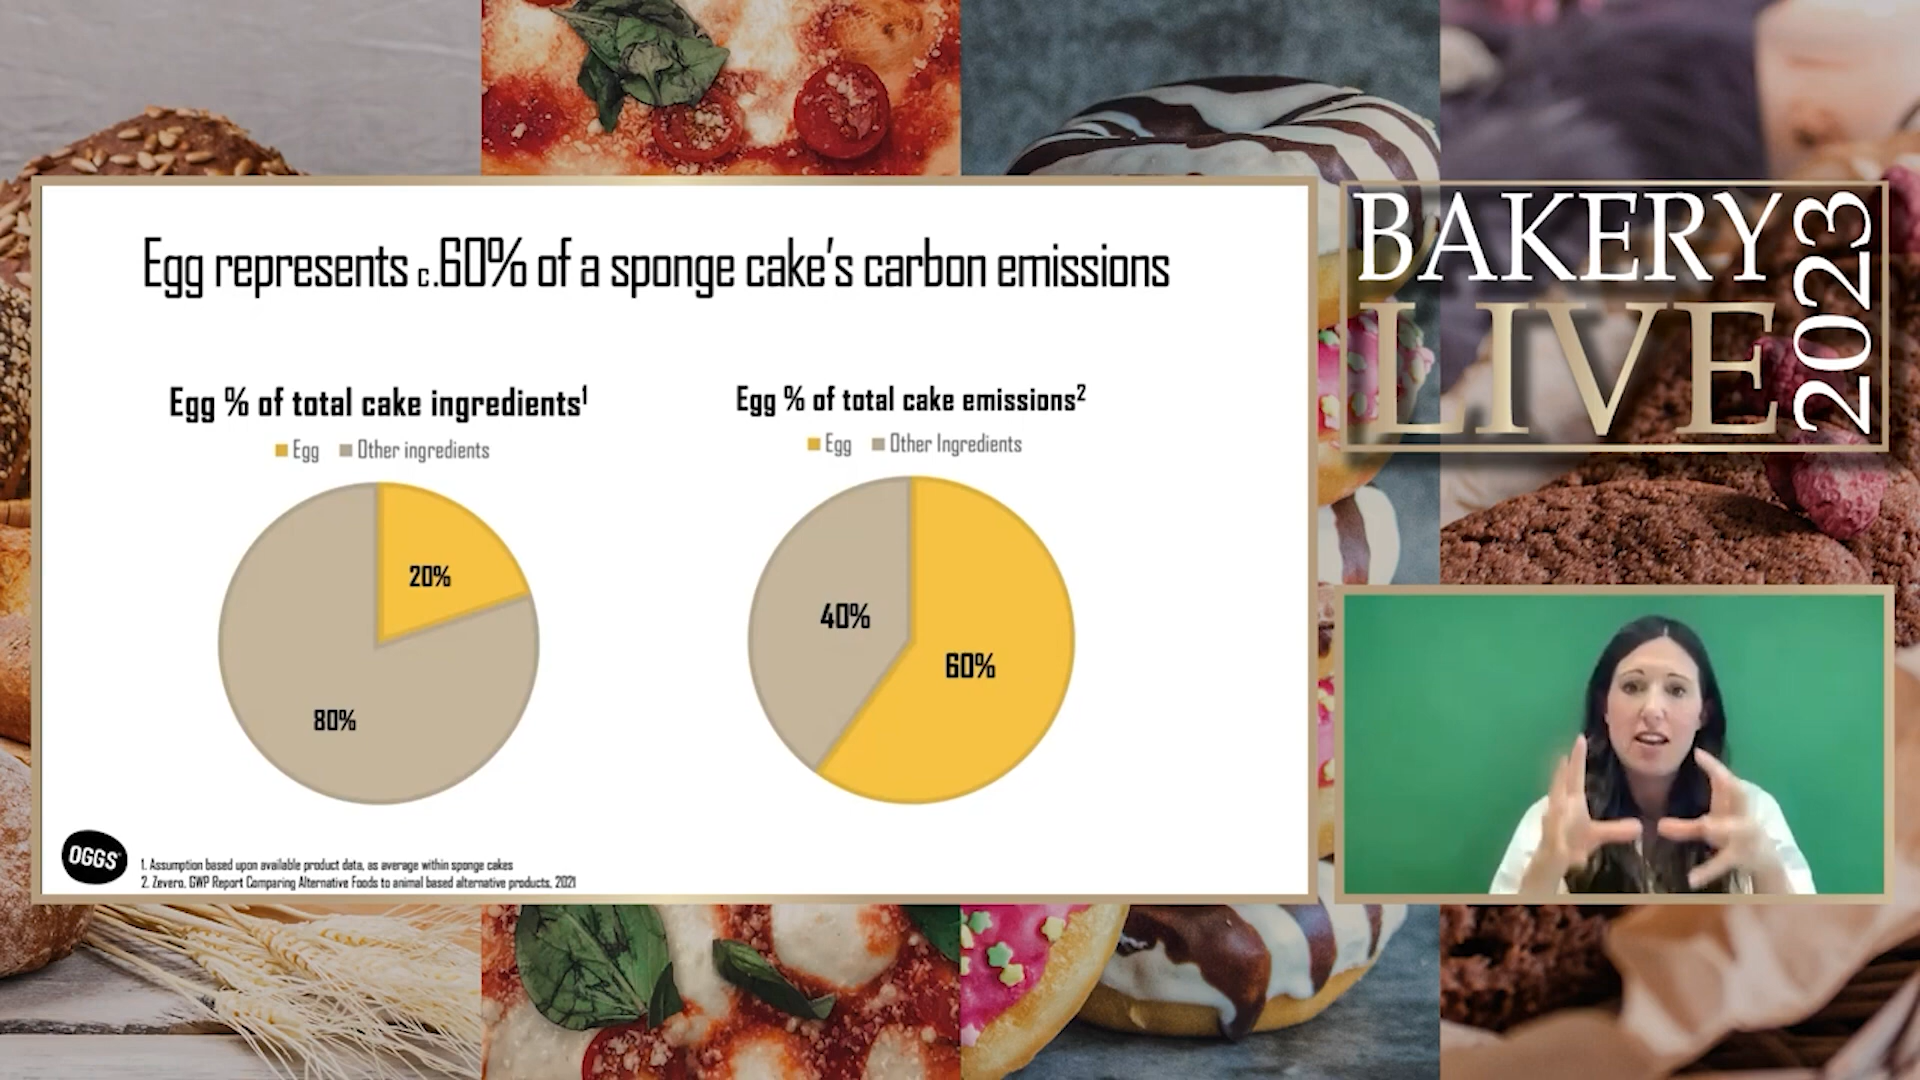 Egg represents c.60% of a sponge cake's carbon emissions
Egg % of total cake ingredients¹
Egg Other ingredients
20%
80%
Egg % of total cake emissions²
Egg Other Ingredients
40%
60%
OGGS
1. Assumption based upon available product data, as average within sponge cakes
2. Zevero, GWP Report Comparing Alternative Foods to animal based alternative products, 2021
BAKERY
LIVE
2023